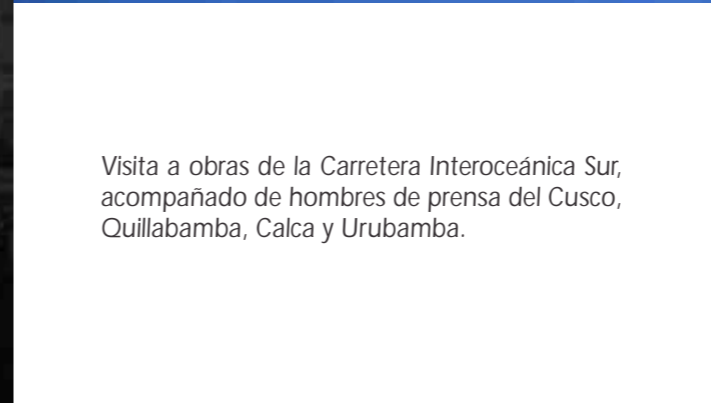 Visita a obras de la Carretera Interoceánica Sur,
acompañado de hombres de prensa del Cusco,
Quillabamba, Calca y Urubamba.